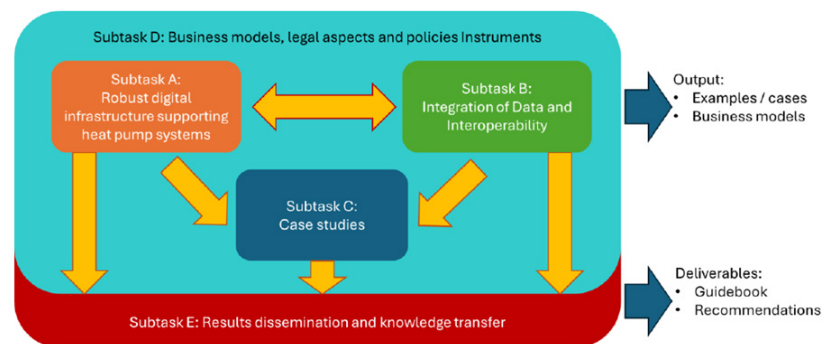 Subtask D: Business models, legal aspects and policies Instruments
Subtask A:
Robust digital
infrastructure supporting
heat pump systems
Subtask B:
Integration of Data and
Interoperability
Output:
• Examples / cases
• Business models
Subtask C:
Case studies
Deliverables:
• Guidebook
• Recommendations
Subtask E: Results dissemination and knowledge transfer